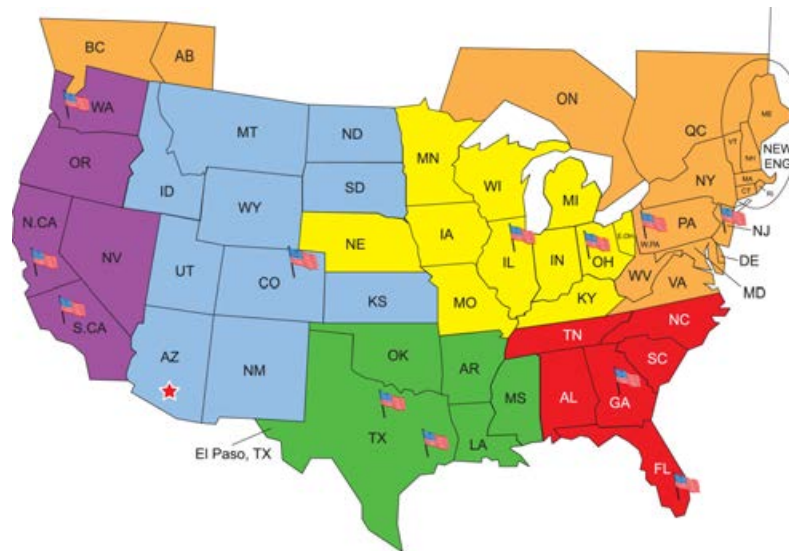 BC
AB
WA
ON
ME
QC
VT
NH
NEW
ENG
MT
ND
MN
OR
MA
CT
RI
WI
NY
ID
SD
MI
WY
N.CA
PA
NJ
W.PA
E.OH
NV
NE
IA
IL
IN
OH
DE
UT
CO
WV
VA
MD
KS
MO
KY
S,CA
NC
TN
AZ
NM
OK
AR
SC
MS
AL
GA
TX
LA
El Paso, TX
FL